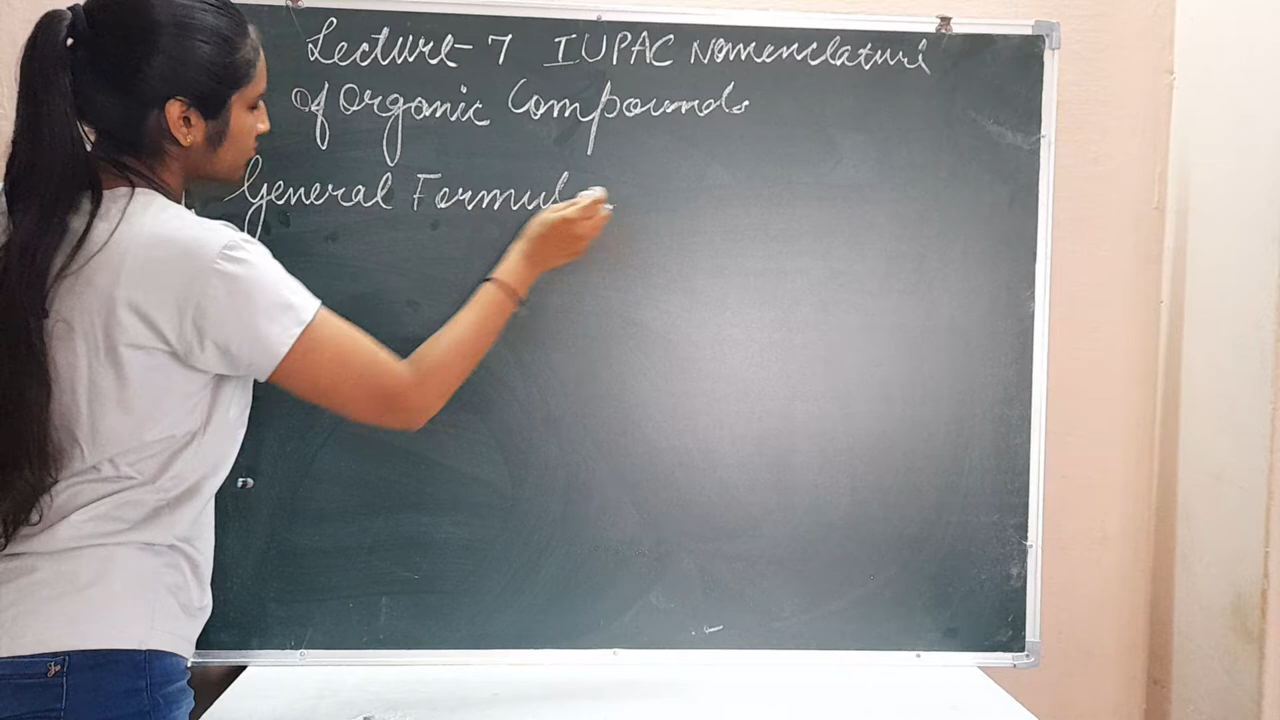 Lecture-7 IUPAC Nomenclature
of Organic Compounds
General Formul